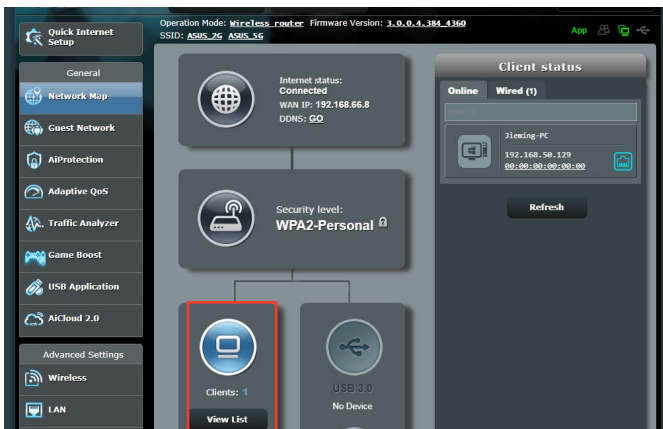 Quick Internet
Setup
Operation Mode: Wireless router Firmware Version: 3.0.0.4.384_4360
SSID: ASUS_2G ASUS_5G
App
General
Network Map
Guest Network
AiProtection
Adaptive QoS
Traffic Analyzer
Game Boost
USB Application
AiCloud 2.0
Advanced Settings
Wireless
LAN
Internet status:
Connected
WAN IP: 192.168.66.8
DDNS: GO
Security level:
WPA2-Personal
Clients: 1
View List
USB 3.0
No Device
Client status
Online Wired (1)
Jieming-PC
192.168.50.129
00:00:00:00:00:00
Refresh